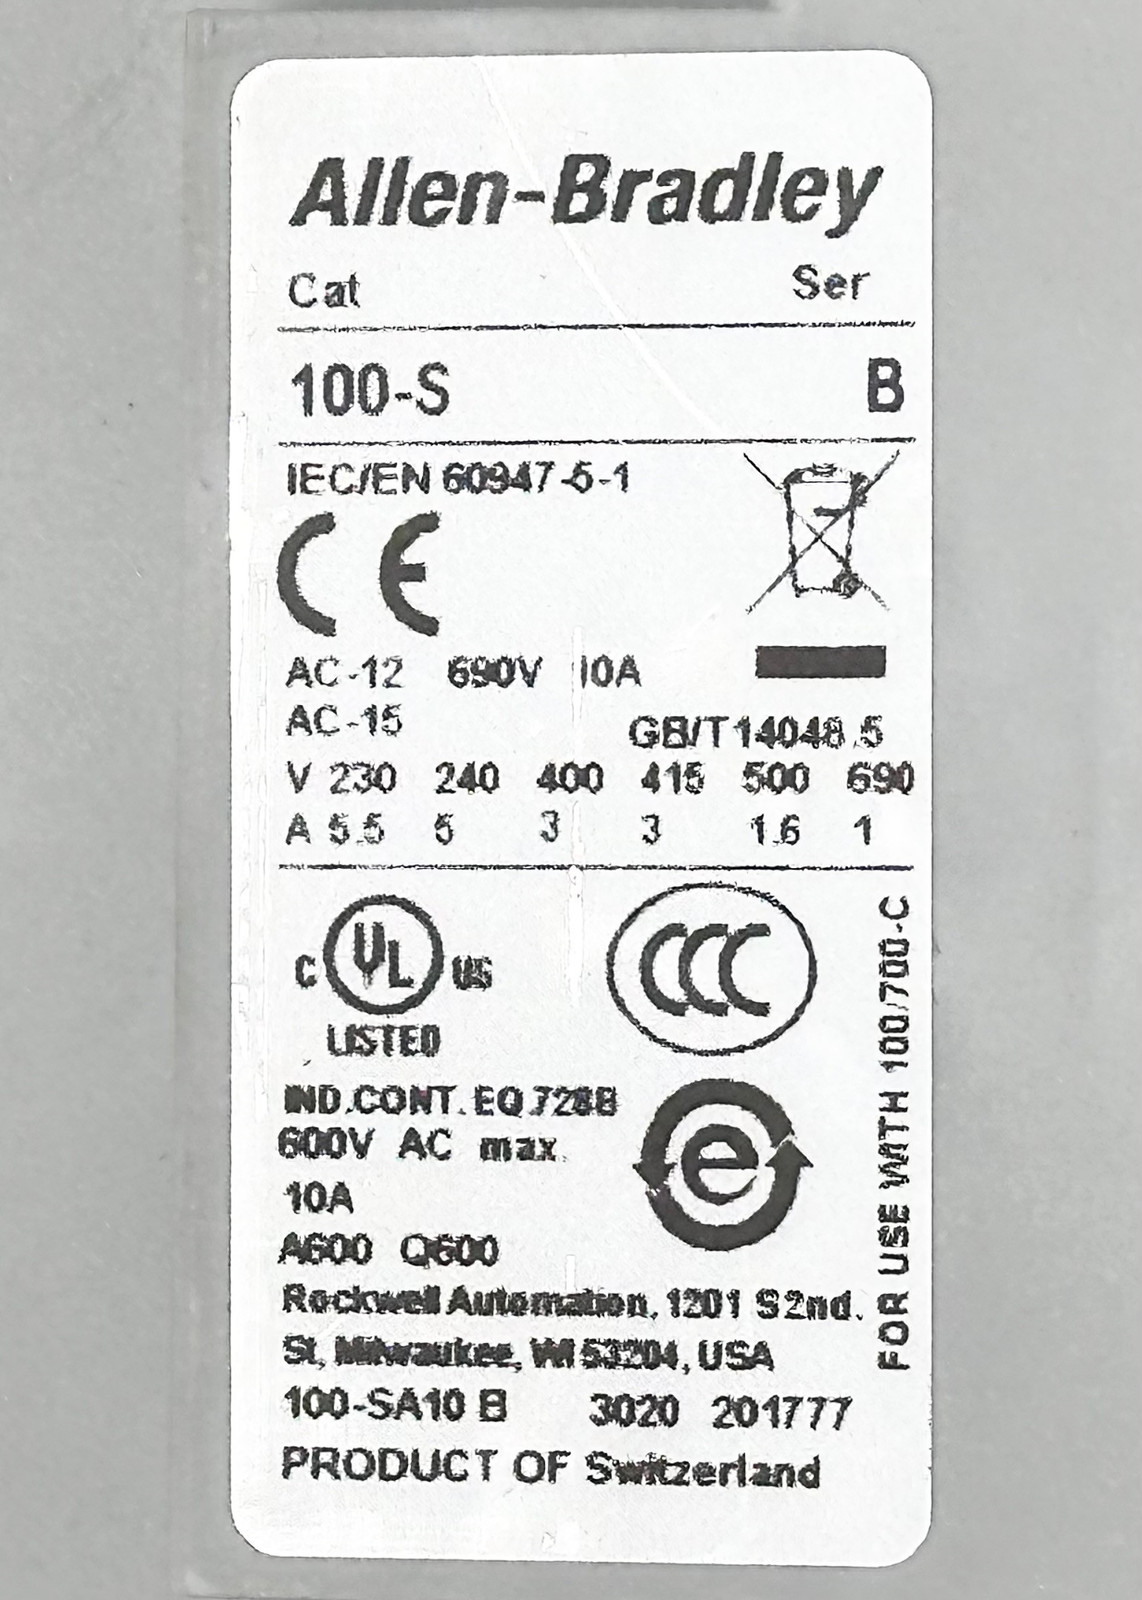 Allen-Bradley
Cat Ser
100-S B
IEC/EN 60947-5-1
CE
AC-12 690V 10A
AC-15
GB/T14048.5
V 230 240 400 415 500 690
A 5.5 5 3 3 1.6 1
C UL US
LISTED
CCC
IND.CONT.EQ.728B
600V AC max.
10A
e
A600 Q600
Rockwell Automation, 1201 S 2nd.
St, Milwaukee, WI 53204, USA
100-SA10 B 3020 201777
PRODUCT OF Switzerland
FOR USE WITH 100/700-C